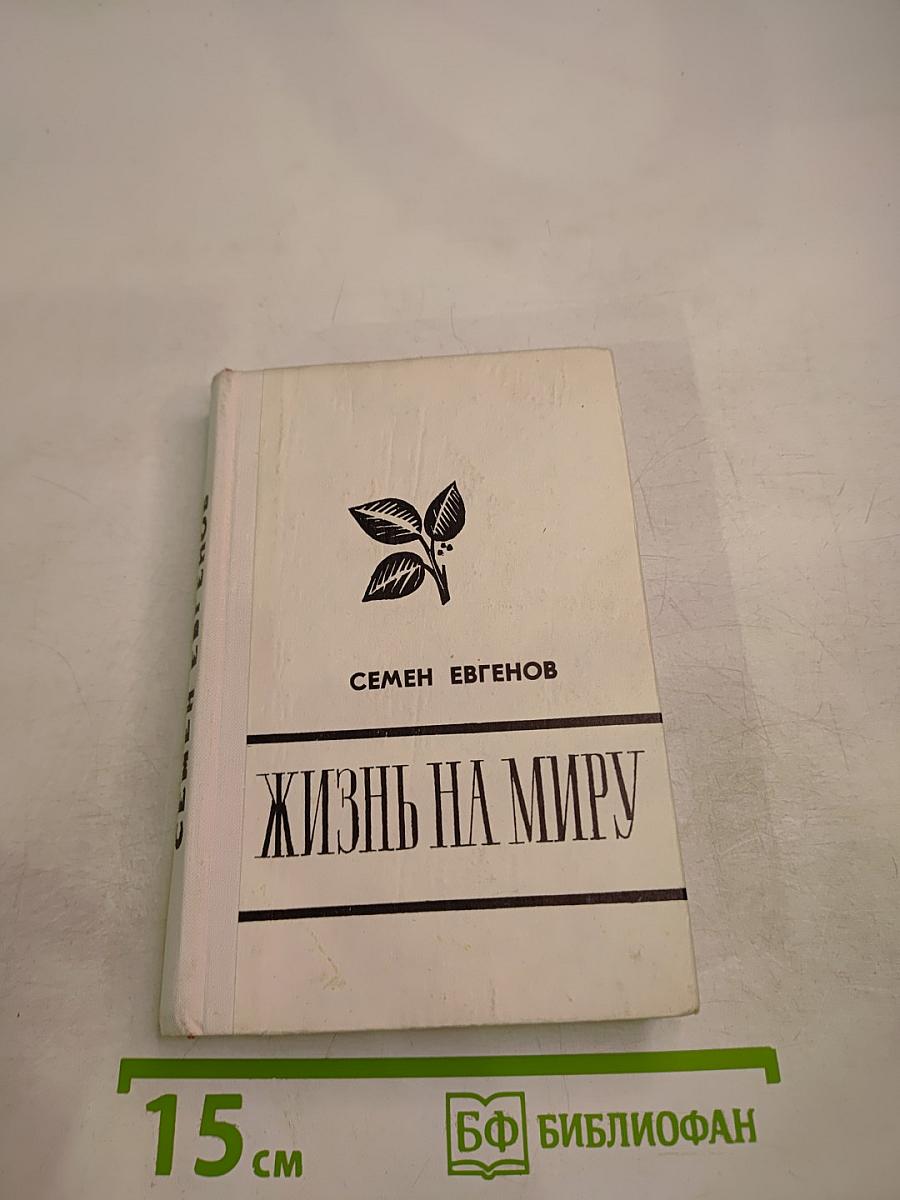 СЕМЕН ЕВГЕНОВ
СЕМЕН ЕВГЕНОВ
ЖИЗНЬ НА МИРУ
15 см
БФ БИБЛИОФАН